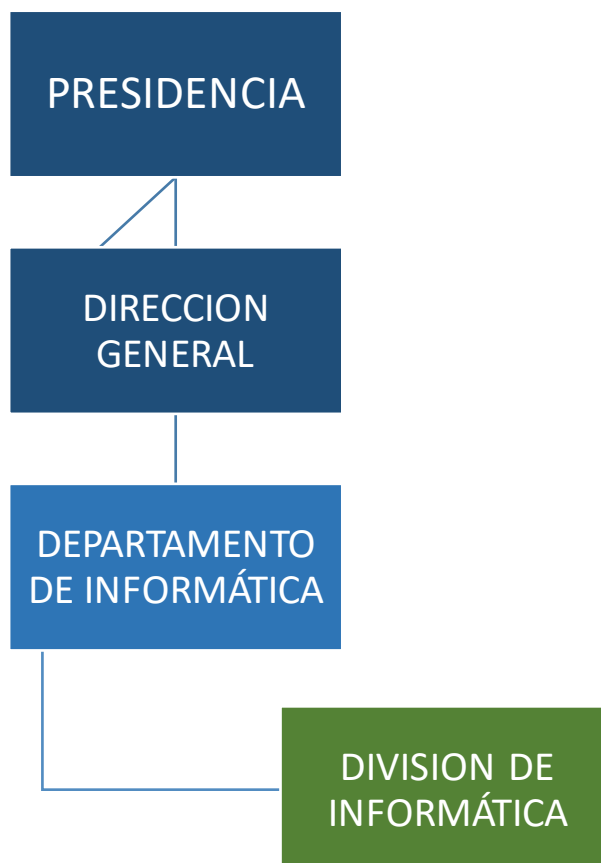 PRESIDENCIA
DIRECCION
GENERAL
DEPARTAMENTO
DE INFORMÁTICA
DIVISION DE
INFORMÁTICA